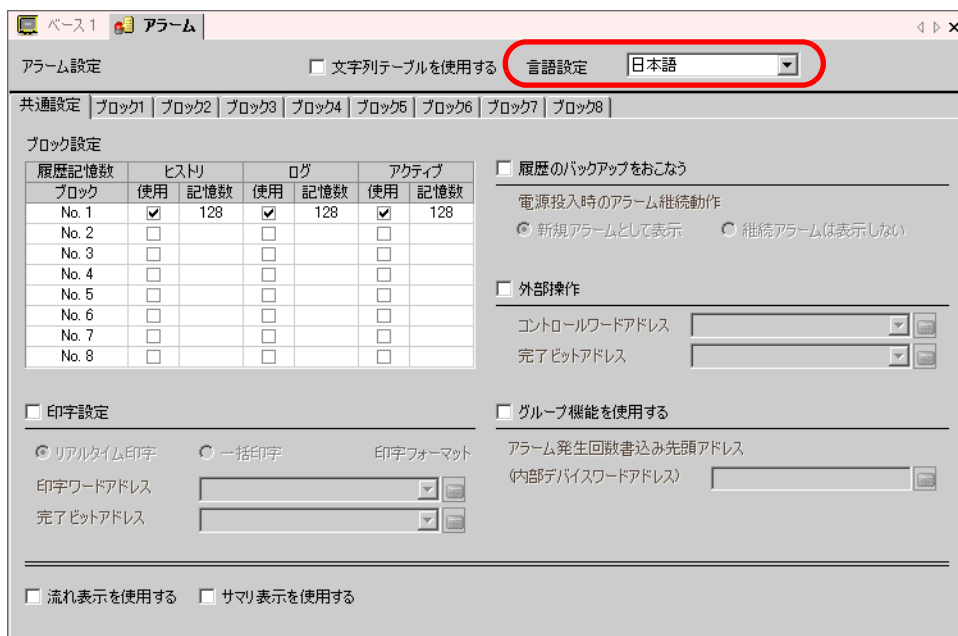 ベース1 アラーム
アラーム設定 文字列テーブルを使用する 言語設定 日本語
共通設定 ブロック1 ブロック2 ブロック3 ブロック4 ブロック5 ブロック6 ブロック7 ブロック8
ブロック設定
履歴記憶数 ヒストリ ログ アクティブ
ブロック 使用 記憶数 使用 記憶数 使用 記憶数
No. 1 128 128 128
No. 2
No. 3
No. 4
No. 5
No. 6
No. 7
No. 8
履歴のバックアップをおこなう
電源投入時のアラーム継続動作
新規アラームとして表示 継続アラームは表示しない
外部操作
コントロールワードアドレス
完了ビットアドレス
印字設定
リアルタイム印字 一括印字 印字フォーマット
印字ワードアドレス
完了ビットアドレス
グループ機能を使用する
アラーム発生回数書込み先頭アドレス
(内部デバイスワードアドレス)
流れ表示を使用する サマリ表示を使用する